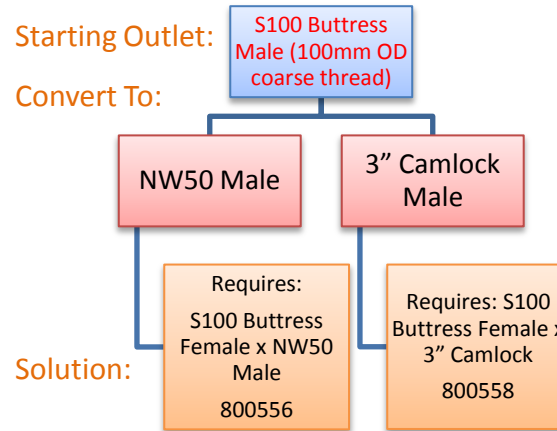 Starting Outlet:
S100 Buttress
Male (100mm OD
coarse thread)
Convert To:
NW50 Male
3” Camlock
Male
Solution:
Requires:
S100 Buttress
Female x NW50
Male
800556
Requires: S100
Buttress Female x
3” Camlock
800558